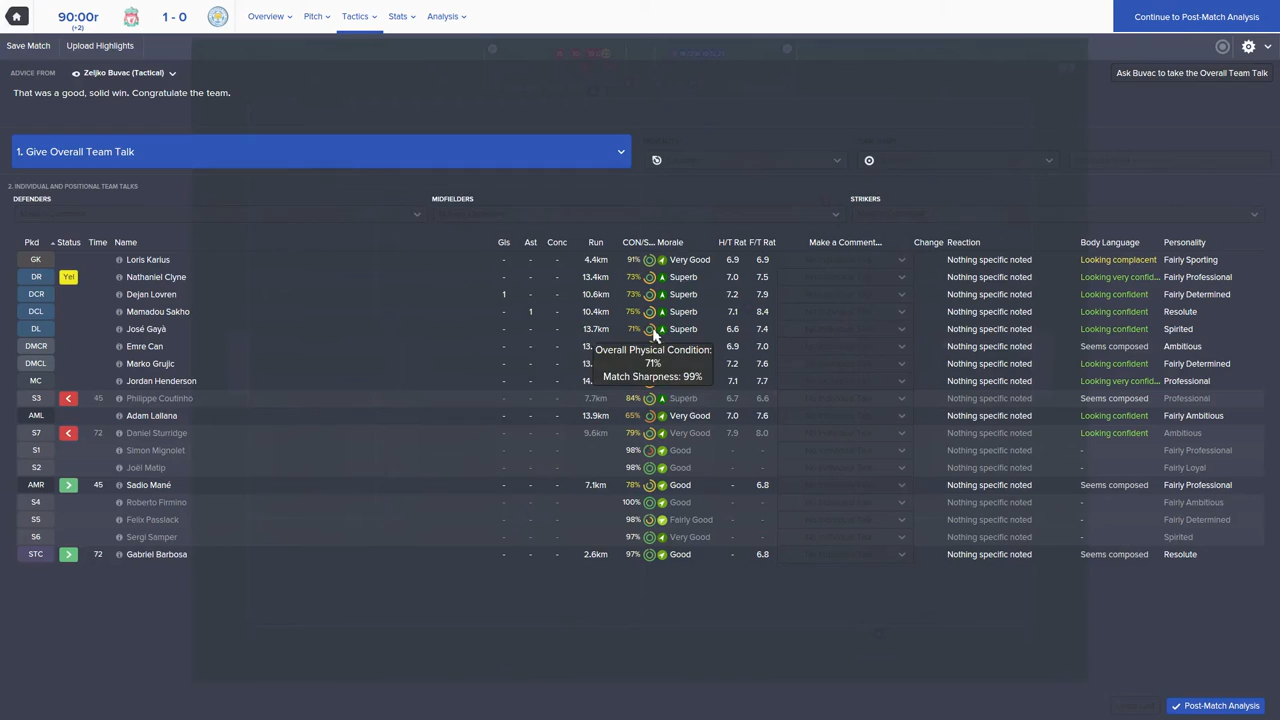 90:00r
(+2)
1 - 0
Overview
Pitch
Tactics
Stats
Analysis
Continue to Post-Match Analysis
Save Match
Upload Highlights
ADVICE FROM
Zeljko Buvac (Tactical)
Ask Buvac to take the Overall Team Talk
That was a good, solid win. Congratulate the team.
1. Give Overall Team Talk
2. INDIVIDUAL AND POSITIONAL TEAM TALKS
DEFENDERS MIDFIELDERS STRIKERS
Pkd Status Time Name Gls Ast Conc Run CON/S... Morale H/T Rat F/T Rat Make a Comment... Change Reaction Body Language Personality
GK Loris Karius - - - 4.4km 91% Very Good 6.9 6.9 Nothing specific noted Looking complacent Fairly Sporting
DR Yel Nathaniel Clyne - - - 13.4km 73% Superb 7.0 7.5 Nothing specific noted Looking very confid... Fairly Professional
DCR Dejan Lovren 1 - - 10.6km 73% Superb 7.2 7.9 Nothing specific noted Looking confident Fairly Determined
DCL Mamadou Sakho - 1 - 10.4km 75% Superb 7.1 8.4 Nothing specific noted Looking confident Resolute
DL José Gayà - - - 13.7km 71% Superb 6.6 7.4 Nothing specific noted Looking confident Spirited
DMCR Emre Can - - - 13. 6.9 7.0 Nothing specific noted Seems composed Ambitious
DMCL Marko Grujic - - - 13. 7.2 7.6 Nothing specific noted Looking confident Fairly Determined
MC Jordan Henderson - - - 14. 7.1 7.7 Nothing specific noted Looking very confid... Professional
Overall Physical Condition:
71%
Match Sharpness: 99%
S3 45 Philippe Coutinho - - - 7.7km 84% Superb 6.7 6.6 Nothing specific noted Seems composed Professional
AML Adam Lallana - - - 13.9km 65% Very Good 7.0 7.6 Nothing specific noted Looking confident Fairly Ambitious
S7 72 Daniel Sturridge - - - 9.6km 79% Very Good 7.9 8.0 Nothing specific noted Looking confident Ambitious
S1 Simon Mignolet - - - 98% Good - - Nothing specific noted - Fairly Professional
S2 Joël Matip - - - 98% Good - - Nothing specific noted - Fairly Loyal
AMR 45 Sadio Mané - - - 7.1km 78% Good - 6.8 Nothing specific noted Seems composed Fairly Professional
S4 Roberto Firmino - - - 100% Good - - Nothing specific noted - Fairly Ambitious
S5 Felix Passlack - - - 98% Fairly Good - - Nothing specific noted - Fairly Determined
S6 Sergi Samper - - - 97% Very Good - - Nothing specific noted - Spirited
STC 72 Gabriel Barbosa - - - 2.6km 97% Good - 6.8 Nothing specific noted Seems composed Resolute
Post-Match Analysis